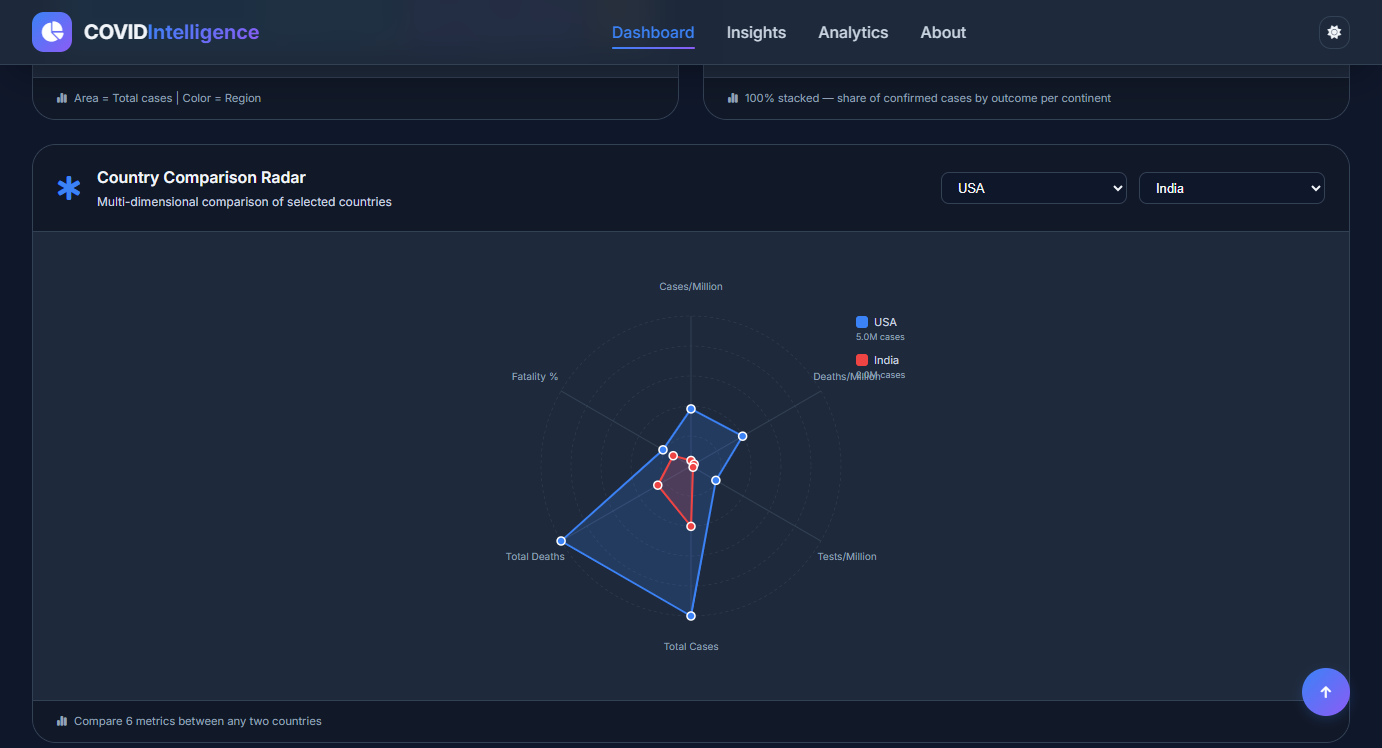 COVIDIntelligence
Dashboard
Insights
Analytics
About
Area = Total cases | Color = Region
100% stacked — share of confirmed cases by outcome per continent
Country Comparison Radar
Multi-dimensional comparison of selected countries
USA
India
Cases/Million
USA
5.0M cases
India
Deaths/Million
cases
Fatality %
Total Deaths
Tests/Million
Total Cases
Compare 6 metrics between any two countries